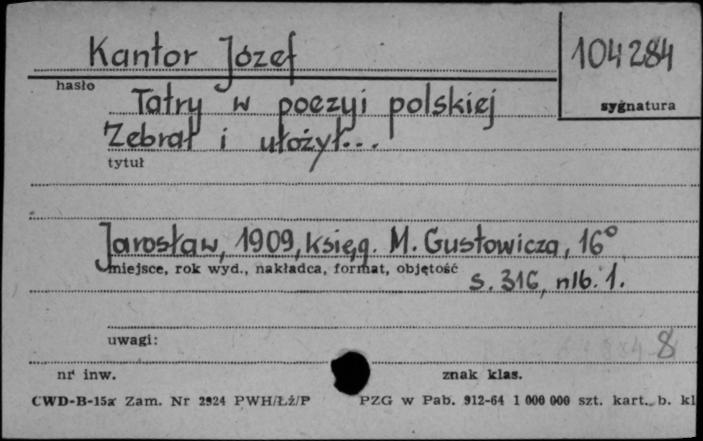 Kantor Józef
104284
hasło
sygnatura
Tatry w poezyi polskiej
Zebrał i ułożył...
tytuł
Jarosław, 1909, księg. M. Gustowicza, 16°
miejsce, rok wyd., nakładca, format, objętość
s. 316, nlb. 1.
uwagi:
8
nr inw.
znak klas.
CWD-B-15a Zam. Nr 2924 PWH/Łż/P PZG w Pab. 912-64 1 000 000 szt. kart. b. kl